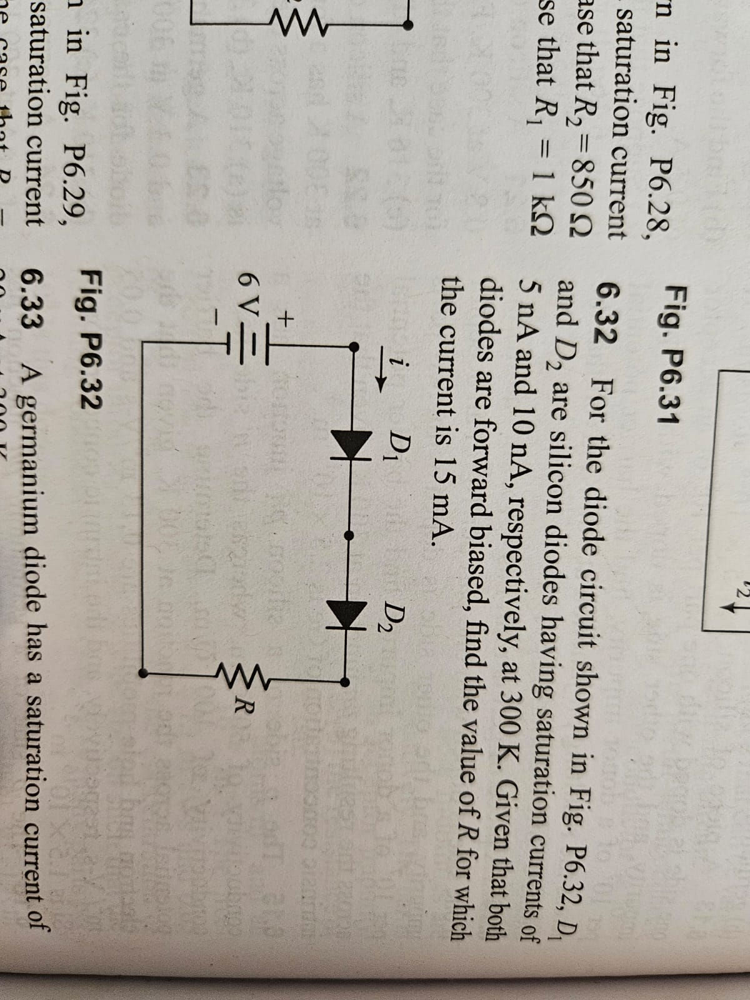 n in Fig. P6.28,
saturation current
ase that R₂ = 850 Ω
se that R₁ = 1 kΩ
n in Fig. P6.29,
saturation current
Fig. P6.31
6.32 For the diode circuit shown in Fig. P6.32, D₁
and D₂ are silicon diodes having saturation currents of
5 nA and 10 nA, respectively, at 300 K. Given that both
diodes are forward biased, find the value of R for which
the current is 15 mA.
i D₁ D₂
+
6 V
−
R
Fig. P6.32
6.33 A germanium diode has a saturation current of